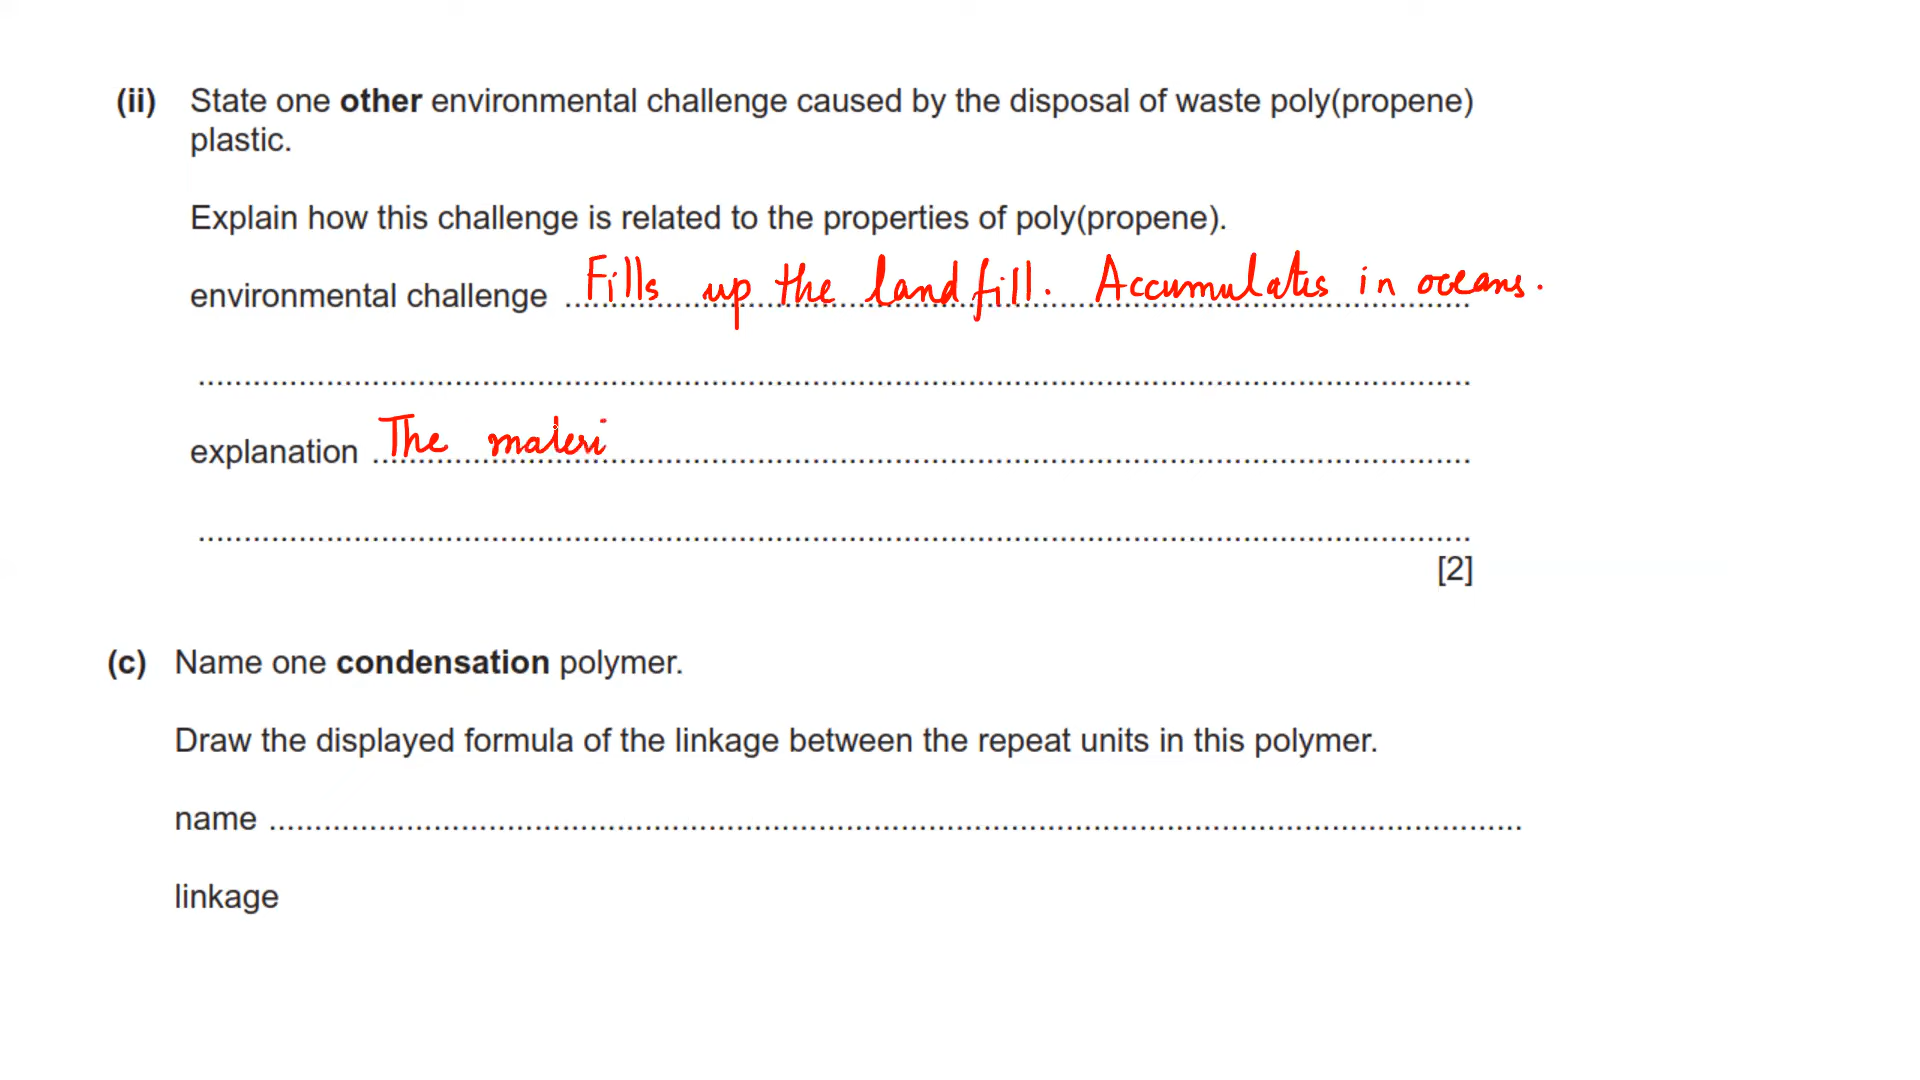 (ii) State one other environmental challenge caused by the disposal of waste poly(propene)
plastic.
Explain how this challenge is related to the properties of poly(propene).
environmental challenge Fills up the landfill. Accumulates in oceans.
explanation The materi
[2]
(c) Name one condensation polymer.
Draw the displayed formula of the linkage between the repeat units in this polymer.
name
linkage